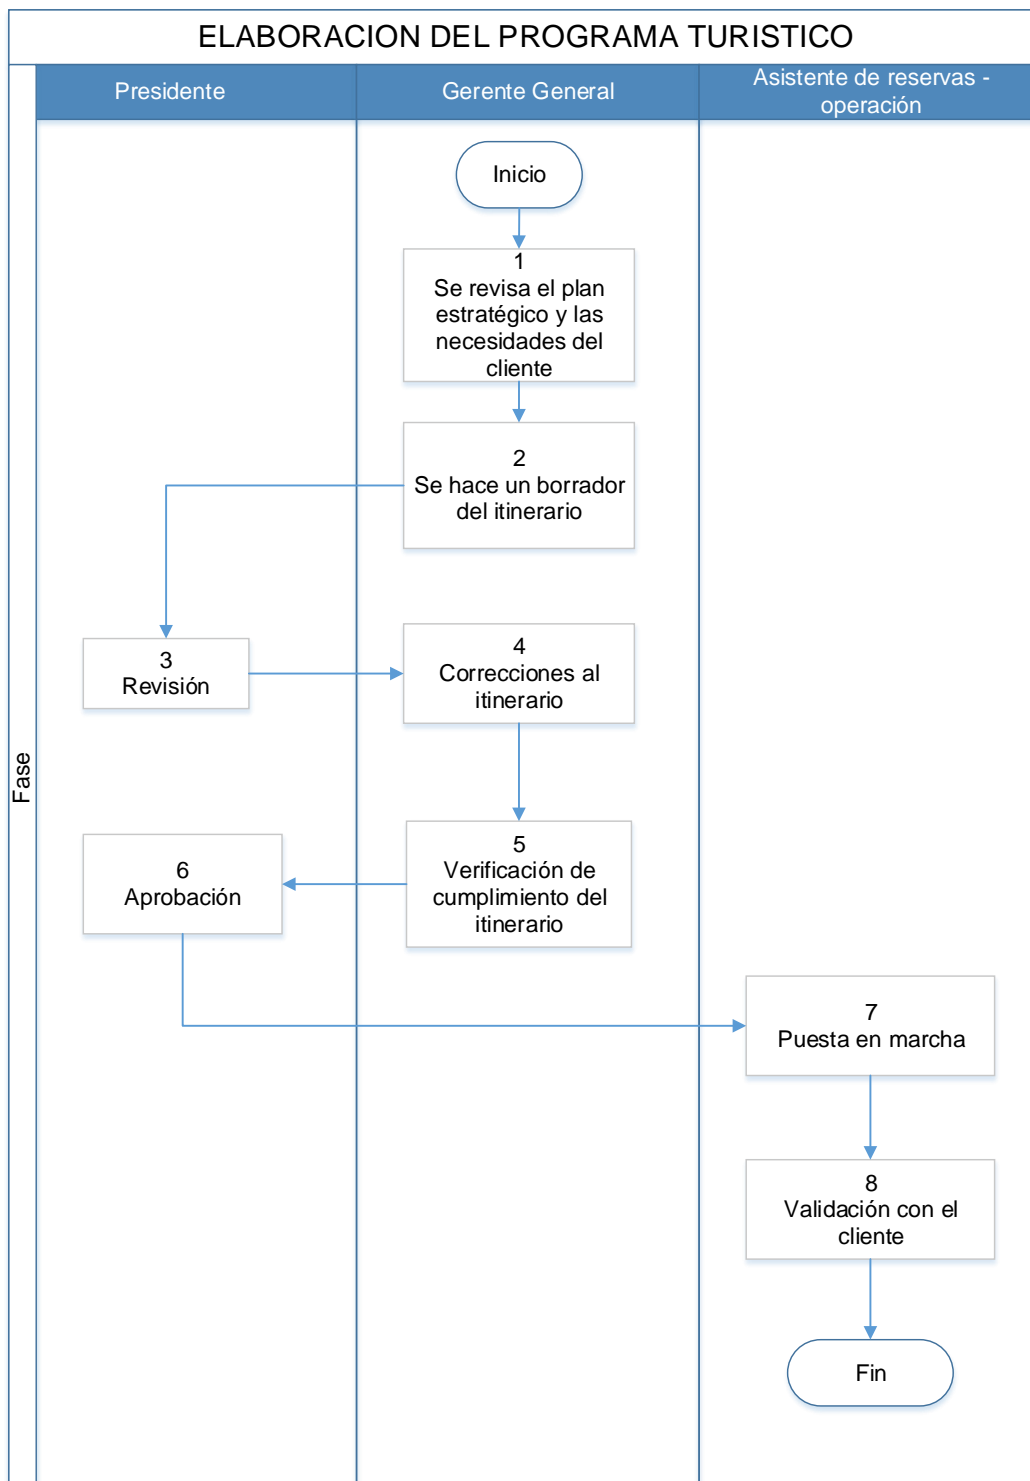 ELABORACION DEL PROGRAMA TURISTICO
Presidente
Gerente General
Asistente de reservas -
operación
Fase
Inicio
1
Se revisa el plan
estratégico y las
necesidades del
cliente
2
Se hace un borrador
del itinerario
3
Revisión
4
Correcciones al
itinerario
5
Verificación de
cumplimiento del
itinerario
6
Aprobación
7
Puesta en marcha
8
Validación con el
cliente
Fin